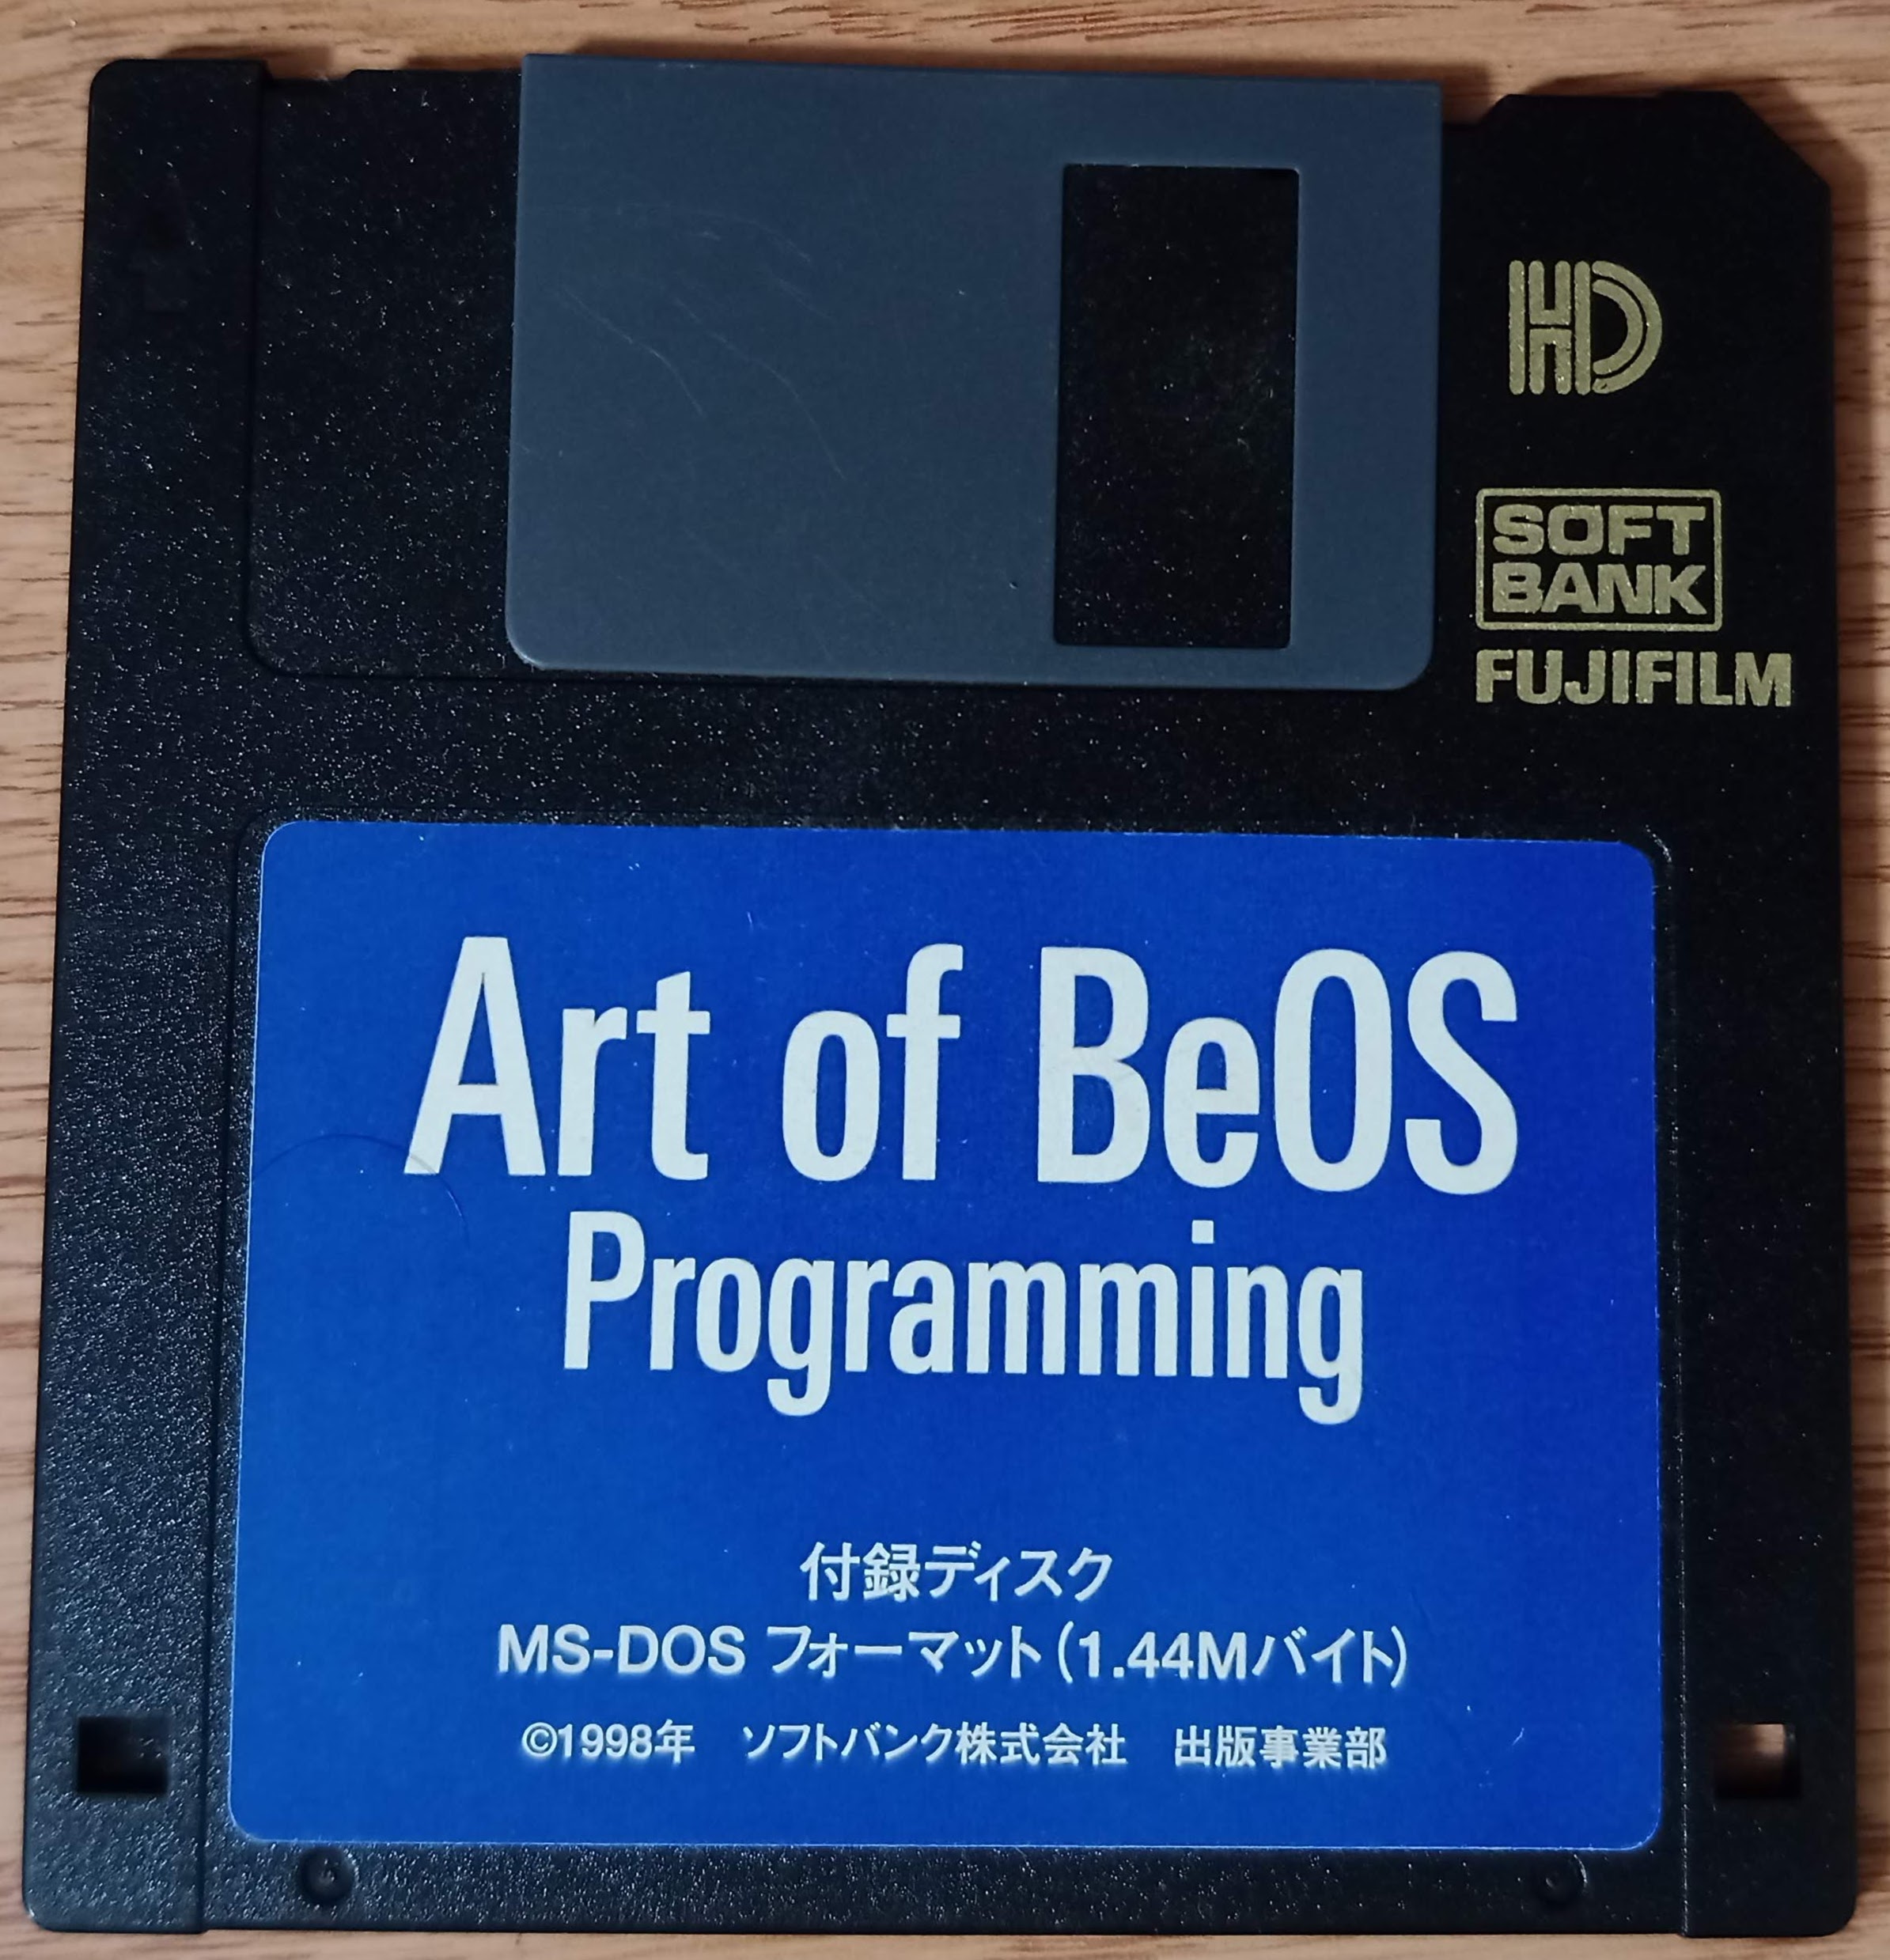 HD
SOFT
BANK
FUJIFILM
Art of BeOS
Programming
付録ディスク
MS-DOS フォーマット(1.44Mバイト)
©1998年 ソフトバンク株式会社 出版事業部